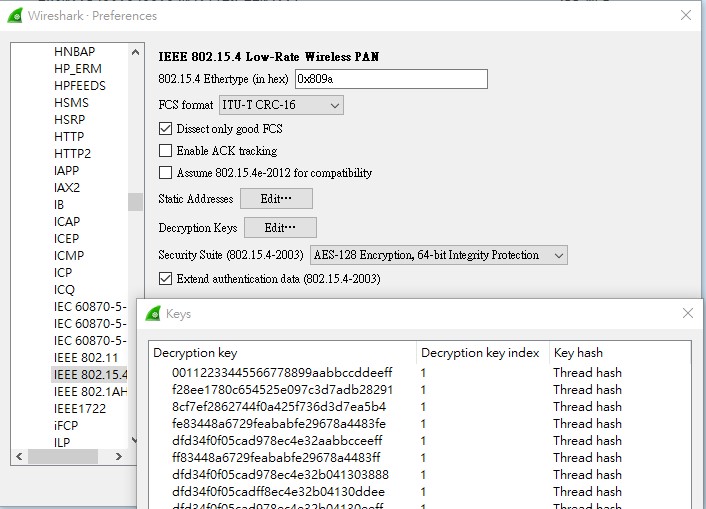 Wireshark · Preferences
HNBAP
HP_ERM
HPFEEDS
HSMS
HSRP
HTTP
HTTP2
IAPP
IAX2
IB
ICAP
ICEP
ICMP
ICP
ICQ
IEC 60870-5-
IEC 60870-5-
IEC 60870-5-
IEEE 802.11
IEEE 802.15.4
IEEE 802.1AH
IEEE1722
iFCP
ILP
IEEE 802.15.4 Low-Rate Wireless PAN
802.15.4 Ethertype (in hex) 0x809a
FCS format ITU-T CRC-16
Dissect only good FCS
Enable ACK tracking
Assume 802.15.4e-2012 for compatibility
Static Addresses Edit…
Decryption Keys Edit…
Security Suite (802.15.4-2003) AES-128 Encryption, 64-bit Integrity Protection
Extend authentication data (802.15.4-2003)
Keys
Decryption key Decryption key index Key hash
00112233445566778899aabbccddeeff 1 Thread hash
f28ee1780c654525e097c3d7adb28291 1 Thread hash
8cf7ef2862744f0a425f736d3d7ea5b4 1 Thread hash
fe83448a6729feababfe29678a4483fe 1 Thread hash
dfd34f0f05cad978ec4e32aabbcceeff 1 Thread hash
ff83448a6729feababfe29678a4483ff 1 Thread hash
dfd34f0f05cad978ec4e32b041303888 1 Thread hash
dfd34f0f05cadff8ec4e32b04130ddee 1 Thread hash